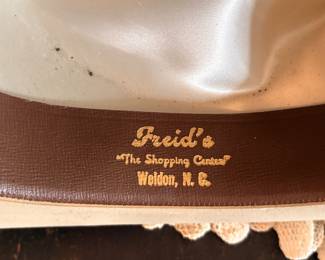 Freid's
"The Shopping Center"
Weldon, N. C.